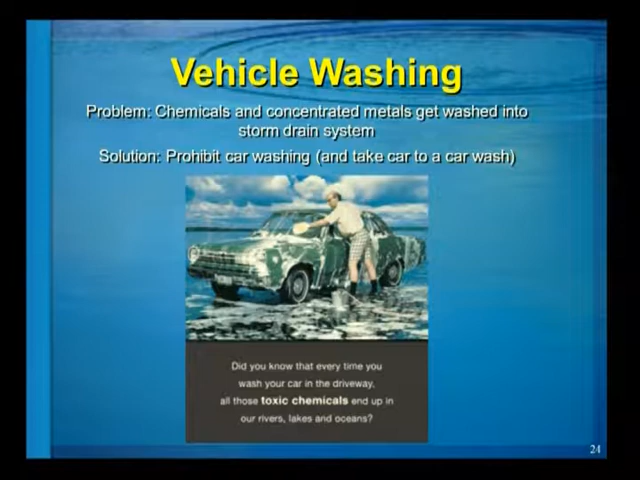 Vehicle Washing
Problem: Chemicals and concentrated metals get washed into
storm drain system
Solution: Prohibit car washing (and take car to a car wash)
Did you know that every time you
wash your car in the driveway,
all those toxic chemicals end up in
our rivers, lakes and oceans?
24